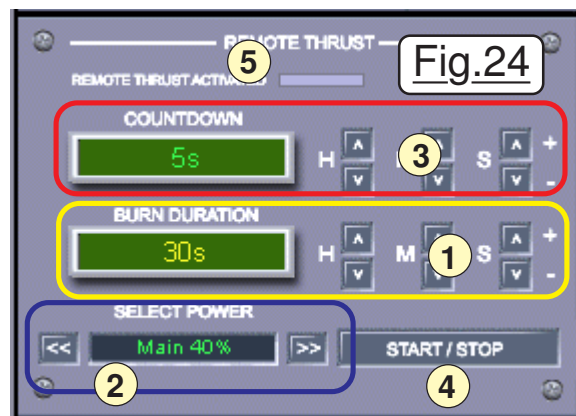 REMOTE THRUST
5
Fig.24
REMOTE THRUST ACTIVATED
COUNTDOWN
5s
H
3
S
+
-
BURN DURATION
30s
H
M
1
S
+
-
SELECT POWER
<<
Main 40%
>>
START / STOP
2
4